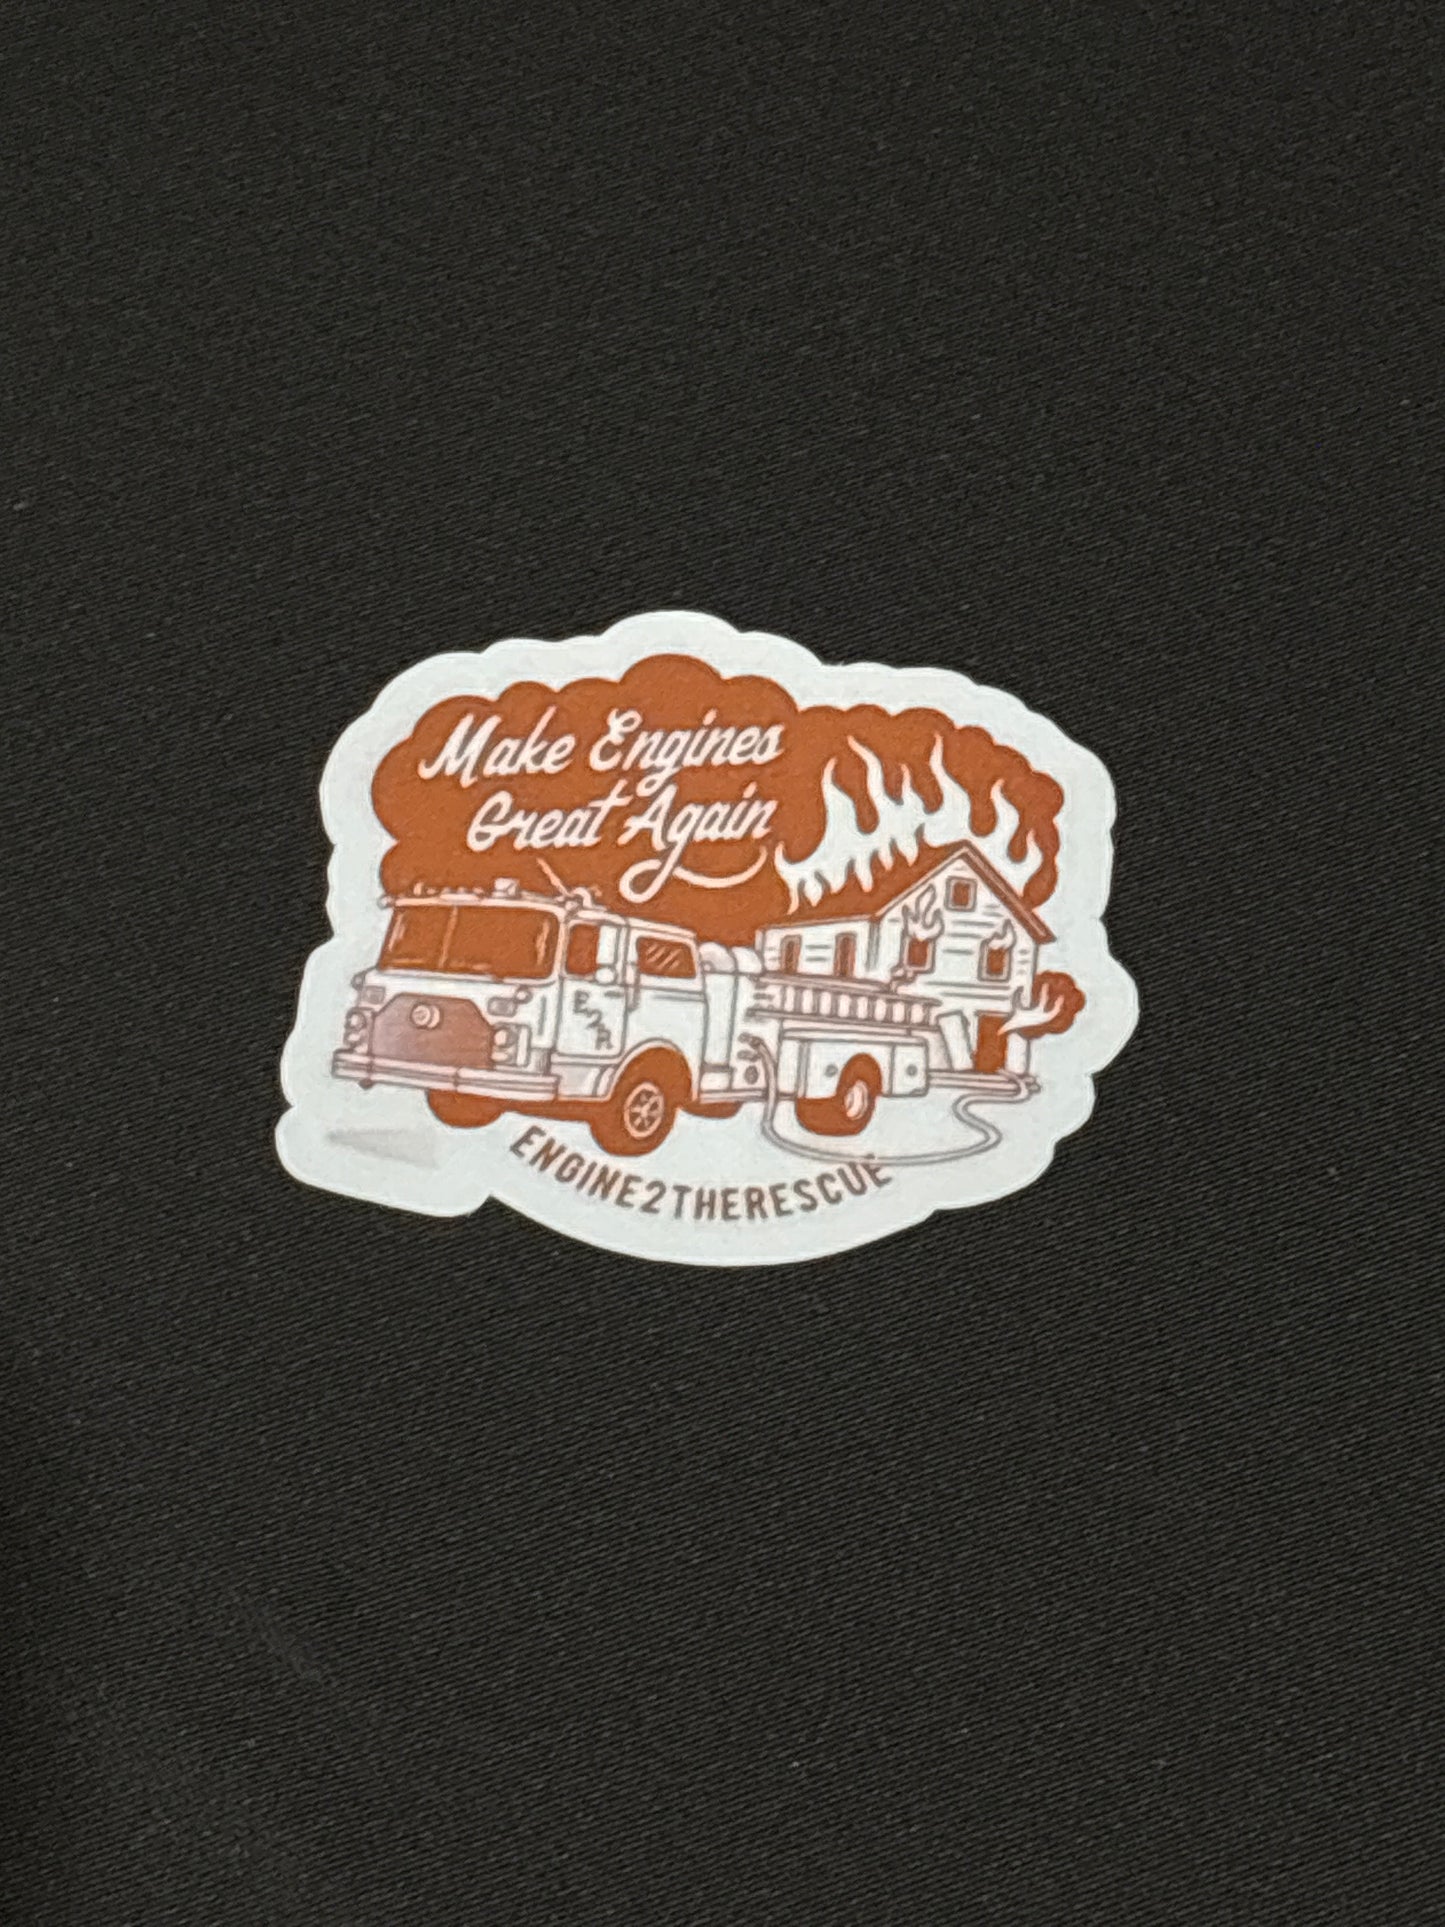 Make Engines
Great Again
E2R
ENGINE2THERESCUE